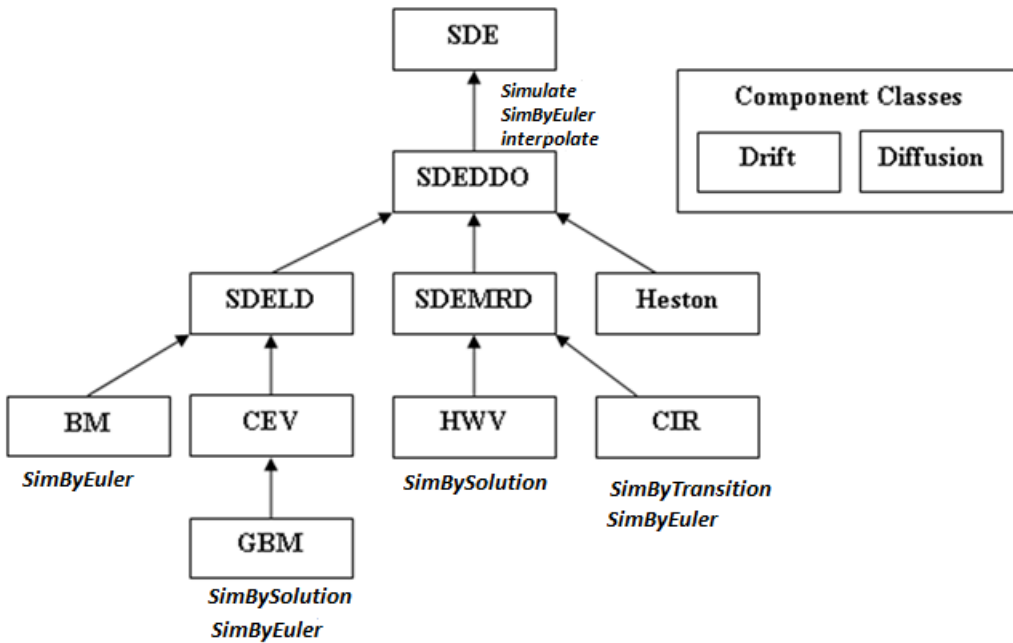 SDE
Simulate
SimByEuler
interpolate
Component Classes
Drift Diffusion
SDEDDO
SDELD SDEMRD Heston
BM CEV HWV CIR
SimByEuler SimBySolution SimByTransition
SimByEuler
GBM
SimBySolution
SimByEuler